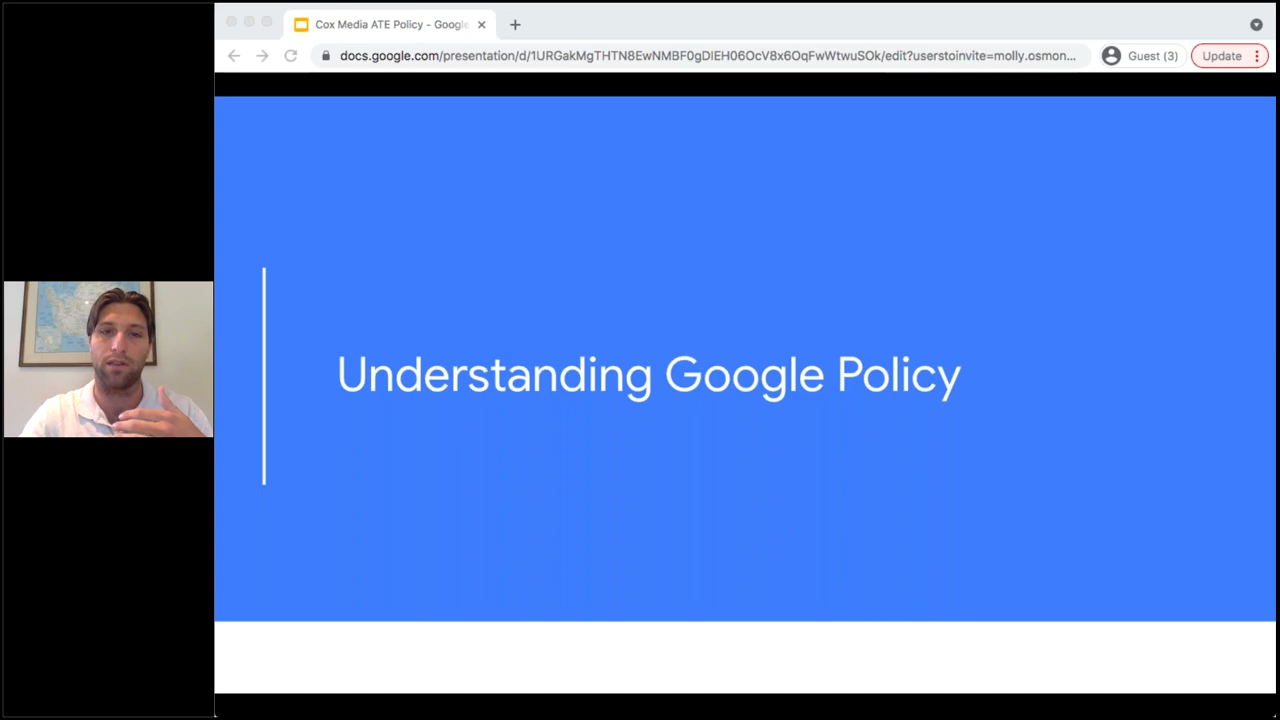 Cox Media ATE Policy - Google
docs.google.com/presentation/d/1URGakMgTHTN8EwNMBF0gDlEH06OcV8x6OqFwWtwuSOk/edit?userstoinvite=molly.osmon...
Guest (3)
Update
Understanding Google Policy